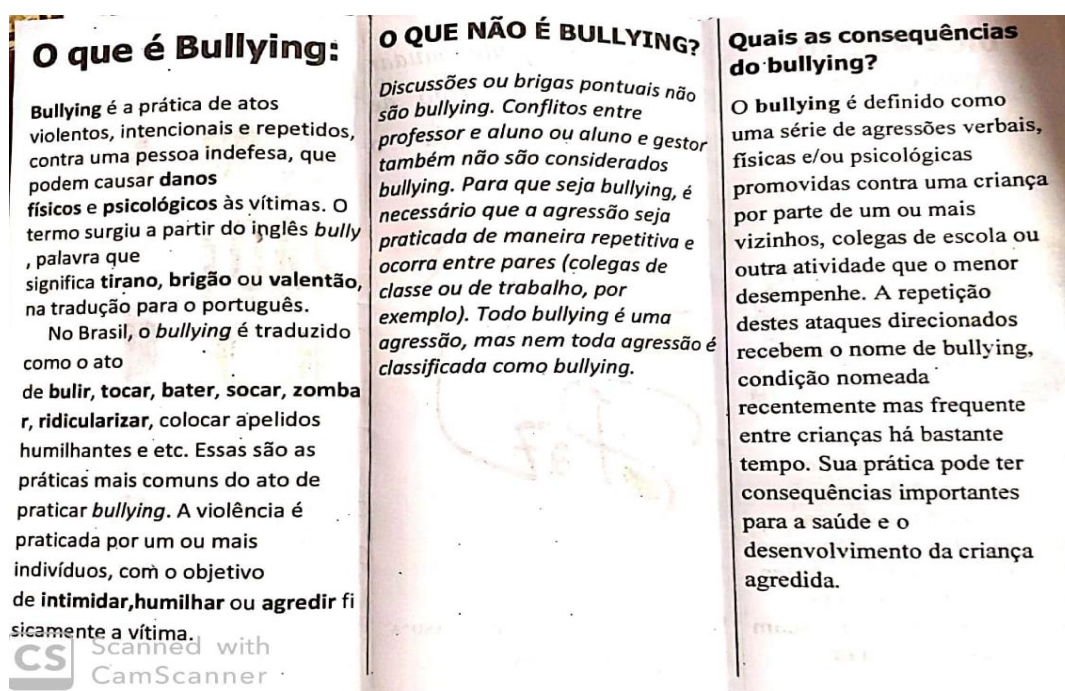 O que é Bullying:
Bullying é a prática de atos
violentos, intencionais e repetidos,
contra uma pessoa indefesa, que
podem causar danos
físicos e psicológicos às vítimas. O
termo surgiu a partir do inglês bully
, palavra que
significa tirano, brigão ou valentão,
na tradução para o português.
No Brasil, o bullying é traduzido
como o ato
de bulir, tocar, bater, socar, zomba
r, ridicularizar, colocar apelidos
humilhantes e etc. Essas são as
práticas mais comuns do ato de
praticar bullying. A violência é
praticada por um ou mais
indivíduos, com o objetivo
de intimidar,humilhar ou agredir fi
sicamente a vítima.
O QUE NÃO É BULLYING?
Discussões ou brigas pontuais não
são bullying. Conflitos entre
professor e aluno ou aluno e gestor
também não são considerados
bullying. Para que seja bullying, é
necessário que a agressão seja
praticada de maneira repetitiva e
ocorra entre pares (colegas de
classe ou de trabalho, por
exemplo). Todo bullying é uma
agressão, mas nem toda agressão é
classificada como bullying.
Quais as consequências
do bullying?
O bullying é definido como
uma série de agressões verbais,
físicas e/ou psicológicas
promovidas contra uma criança
por parte de um ou mais
vizinhos, colegas de escola ou
outra atividade que o menor
desempenhe. A repetição
destes ataques direcionados
recebem o nome de bullying,
condição nomeada
recentemente mas frequente
entre crianças há bastante
tempo. Sua prática pode ter
consequências importantes
para a saúde e o
desenvolvimento da criança
agredida.
CS Scanned with
CamScanner